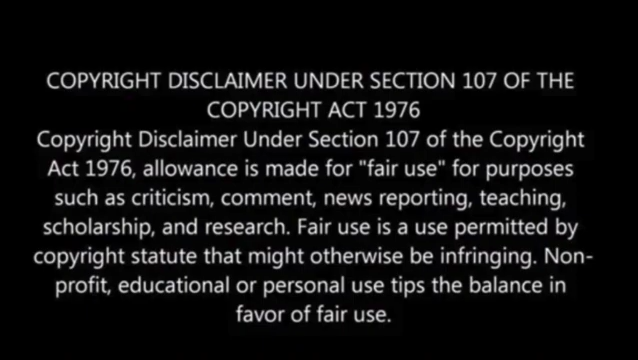 COPYRIGHT DISCLAIMER UNDER SECTION 107 OF THE
COPYRIGHT ACT 1976
Copyright Disclaimer Under Section 107 of the Copyright
Act 1976, allowance is made for "fair use" for purposes
such as criticism, comment, news reporting, teaching,
scholarship, and research. Fair use is a use permitted by
copyright statute that might otherwise be infringing. Non-
profit, educational or personal use tips the balance in
favor of fair use.